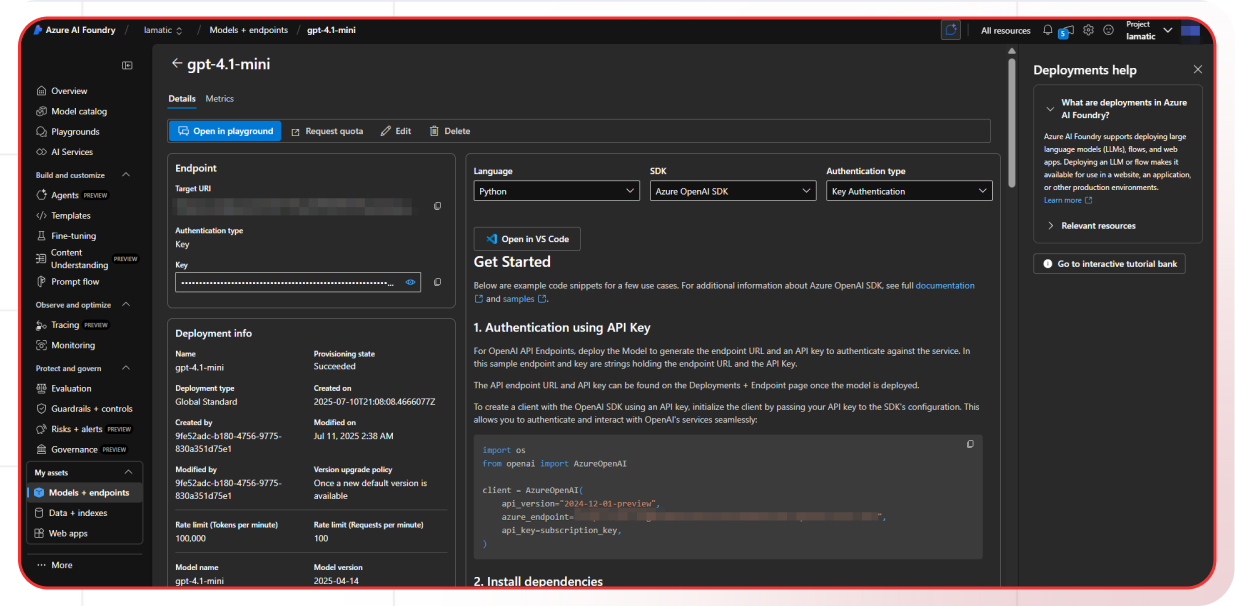 Azure AI Foundry / lamatic / Models + endpoints / gpt-4.1-mini
All resources
5
Project
lamatic
Overview
Model catalog
Playgrounds
AI Services
Build and customize
Agents PREVIEW
Templates
Fine-tuning
Content
Understanding PREVIEW
Prompt flow
Observe and optimize
Tracing PREVIEW
Monitoring
Protect and govern
Evaluation
Guardrails + controls
Risks + alerts PREVIEW
Governance PREVIEW
My assets
Models + endpoints
Data + indexes
Web apps
··· More
← gpt-4.1-mini
Details Metrics
Open in playground Request quota Edit Delete
Endpoint
Target URI
Authentication type
Key
Key
Deployment info
Name
gpt-4.1-mini
Provisioning state
Succeeded
Deployment type
Global Standard
Created on
2025-07-10T21:08:08.4666077Z
Created by
9fe52adc-b180-4756-9775-
830a351d75e1
Modified on
Jul 11, 2025 2:38 AM
Modified by
9fe52adc-b180-4756-9775-
830a351d75e1
Version upgrade policy
Once a new default version is
available
Rate limit (Tokens per minute)
100,000
Rate limit (Requests per minute)
100
Model name
gpt-4.1-mini
Model version
2025-04-14
Language
Python
SDK
Azure OpenAI SDK
Authentication type
Key Authentication
Open in VS Code
Get Started
Below are example code snippets for a few use cases. For additional information about Azure OpenAI SDK, see full documentation
and samples.
1. Authentication using API Key
For OpenAI API Endpoints, deploy the Model to generate the endpoint URL and an API key to authenticate against the service. In
this sample endpoint and key are strings holding the endpoint URL and the API Key.
The API endpoint URL and API key can be found on the Deployments + Endpoint page once the model is deployed.
To create a client with the OpenAI SDK using an API key, initialize the client by passing your API key to the SDK's configuration. This
allows you to authenticate and interact with OpenAI's services seamlessly:
import os
from openai import AzureOpenAI
client = AzureOpenAI(
api_version="2024-12-01-preview",
azure_endpoint= ",
api_key=subscription_key,
)
2. Install dependencies
Deployments help
What are deployments in Azure
AI Foundry?
Azure AI Foundry supports deploying large
language models (LLMs), flows, and web
apps. Deploying an LLM or flow makes it
available for use in a website, an application,
or other production environments.
Learn more
Relevant resources
Go to interactive tutorial bank